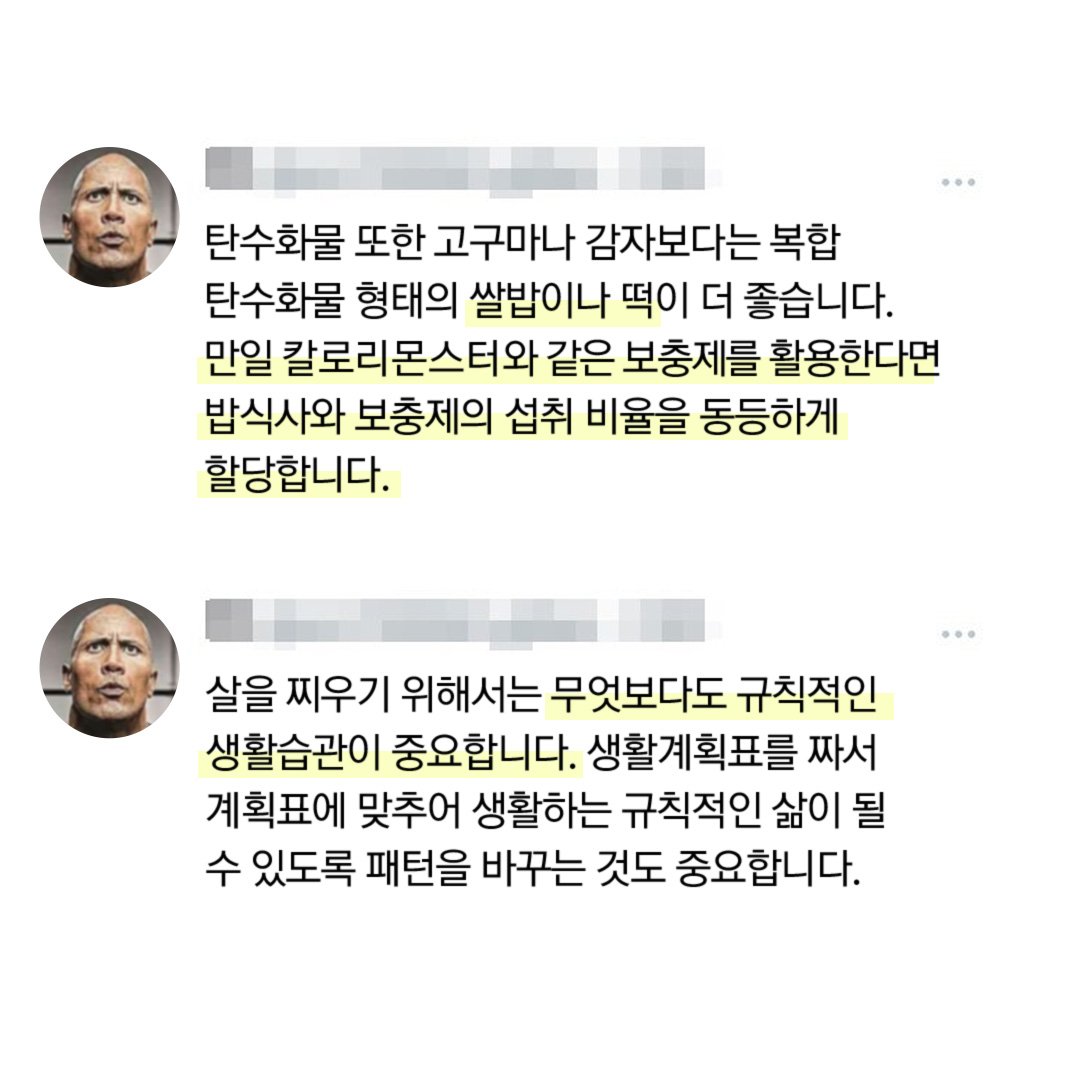 탄수화물 또한 고구마나 감자보다는 복합
탄수화물 형태의 쌀밥이나 떡이 더 좋습니다.
만일 칼로리몬스터와 같은 보충제를 활용한다면
밥식사와 보충제의 섭취 비율을 동등하게
할당합니다.
살을 찌우기 위해서는 무엇보다도 규칙적인
생활습관이 중요합니다. 생활계획표를 짜서
계획표에 맞추어 생활하는 규칙적인 삶이 될
수 있도록 패턴을 바꾸는 것도 중요합니다.